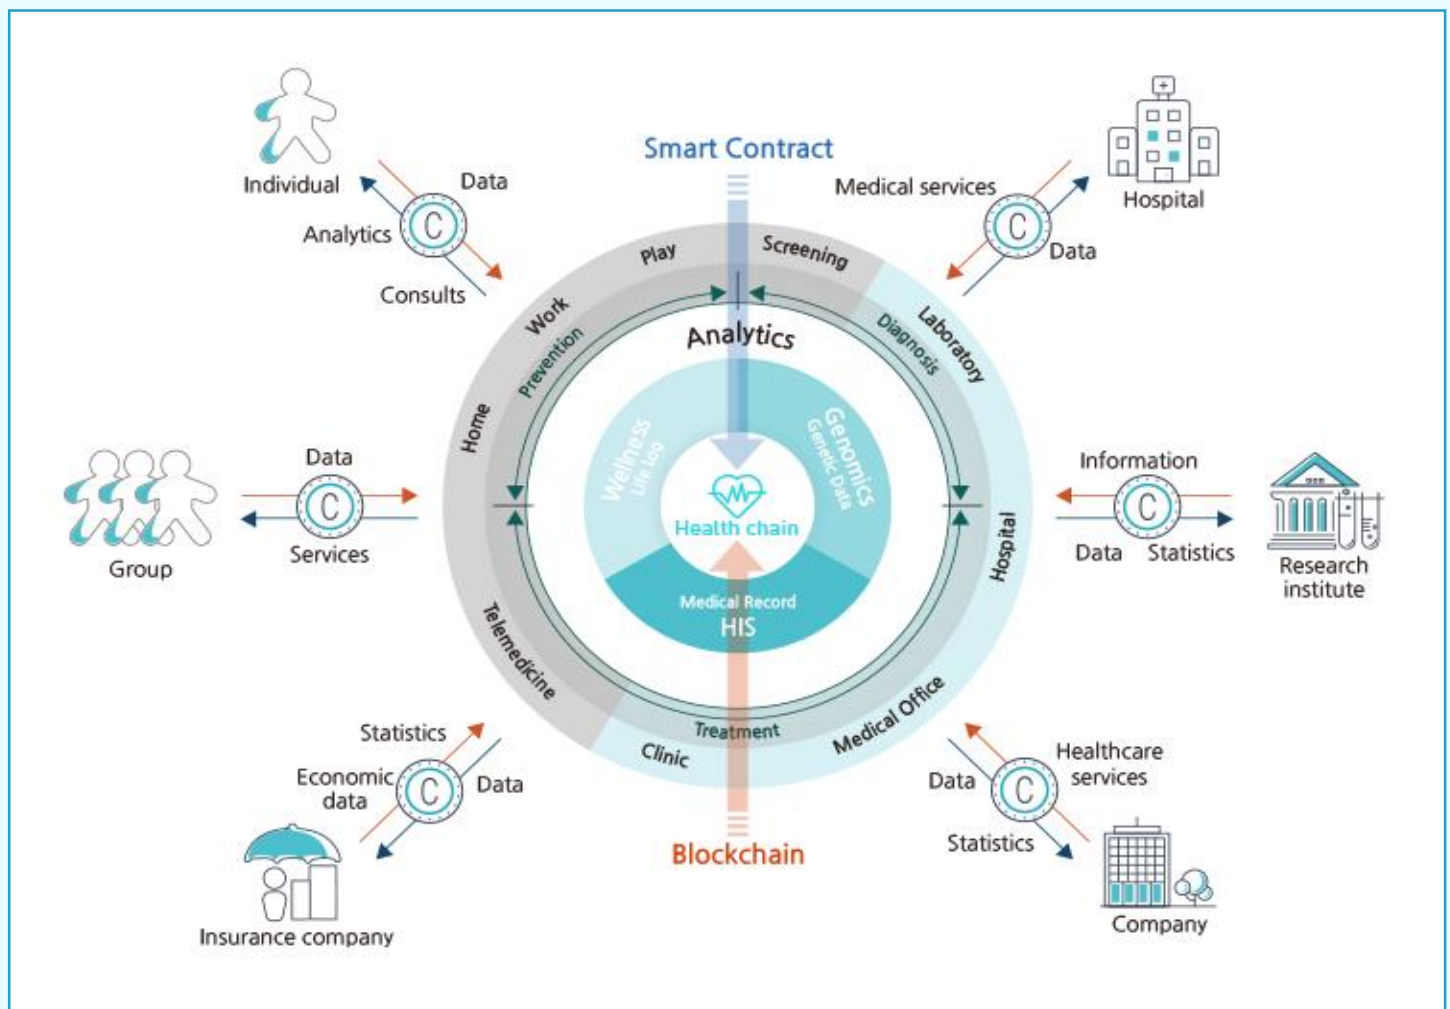 Smart Contract
Individual
Data
C
Analytics
Consults
Medical services
C
Data
Hospital
Play
Screening
Work
Laboratory
Prevention
Diagnosis
Home
Hospital
Analytics
Wellness
Life Log
Genomics
Genetic Data
Health chain
Medical Record
HIS
Data
C
Services
Group
Information
C
Data
Statistics
Research
institute
Telemedicine
Treatment
Clinic
Medical Office
Statistics
Economic
data
C
Data
Insurance company
Blockchain
Healthcare
services
Data
C
Statistics
Company